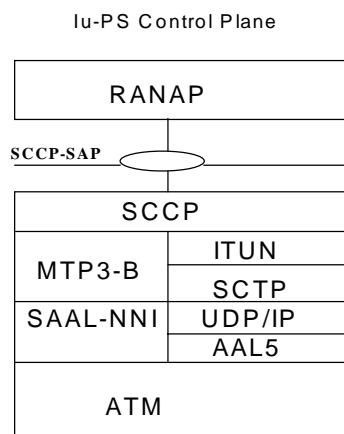 Iu-PS Control Plane
RANAP
SCCP-SAP
SCCP
MTP3-B
ITUN
SCTP
SAAL-NNI
UDP/IP
AAL5
ATM